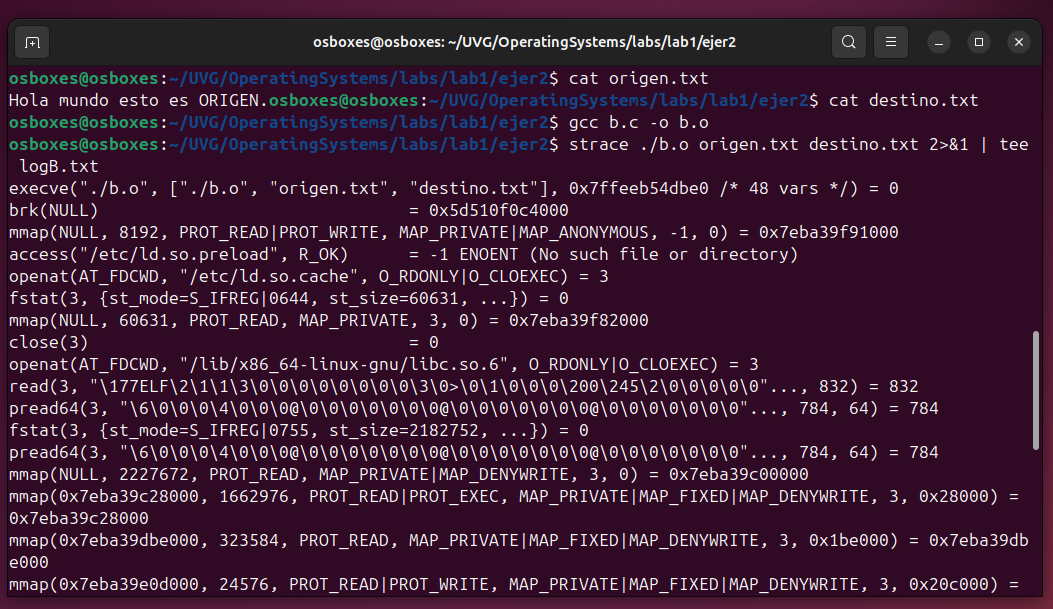 osboxes@osboxes: ~/UVG/OperatingSystems/labs/lab1/ejer2
osboxes@osboxes:~/UVG/OperatingSystems/labs/lab1/ejer2$ cat origen.txt
Hola mundo esto es ORIGEN.osboxes@osboxes:~/UVG/OperatingSystems/labs/lab1/ejer2$ cat destino.txt
osboxes@osboxes:~/UVG/OperatingSystems/labs/lab1/ejer2$ gcc b.c -o b.o
osboxes@osboxes:~/UVG/OperatingSystems/labs/lab1/ejer2$ strace ./b.o origen.txt destino.txt 2>&1 | tee
 logB.txt
execve("./b.o", ["./b.o", "origen.txt", "destino.txt"], 0x7ffeeb54dbe0 /* 48 vars */) = 0
brk(NULL)                               = 0x5d510f0c4000
mmap(NULL, 8192, PROT_READ|PROT_WRITE, MAP_PRIVATE|MAP_ANONYMOUS, -1, 0) = 0x7eba39f91000
access("/etc/ld.so.preload", R_OK)      = -1 ENOENT (No such file or directory)
openat(AT_FDCWD, "/etc/ld.so.cache", O_RDONLY|O_CLOEXEC) = 3
fstat(3, {st_mode=S_IFREG|0644, st_size=60631, ...}) = 0
mmap(NULL, 60631, PROT_READ, MAP_PRIVATE, 3, 0) = 0x7eba39f82000
close(3)                                = 0
openat(AT_FDCWD, "/lib/x86_64-linux-gnu/libc.so.6", O_RDONLY|O_CLOEXEC) = 3
read(3, "\177ELF\2\1\1\3\0\0\0\0\0\0\0\0\3\0>\0\1\0\0\0\200\245\2\0\0\0\0\0"..., 832) = 832
pread64(3, "\6\0\0\0\4\0\0\0@\0\0\0\0\0\0\0@\0\0\0\0\0\0\0@\0\0\0\0\0\0\0"..., 784, 64) = 784
fstat(3, {st_mode=S_IFREG|0755, st_size=2182752, ...}) = 0
pread64(3, "\6\0\0\0\4\0\0\0@\0\0\0\0\0\0\0@\0\0\0\0\0\0\0@\0\0\0\0\0\0\0"..., 784, 64) = 784
mmap(NULL, 2227672, PROT_READ, MAP_PRIVATE|MAP_DENYWRITE, 3, 0) = 0x7eba39c00000
mmap(0x7eba39c28000, 1662976, PROT_READ|PROT_EXEC, MAP_PRIVATE|MAP_FIXED|MAP_DENYWRITE, 3, 0x28000) =
0x7eba39c28000
mmap(0x7eba39dbe000, 323584, PROT_READ, MAP_PRIVATE|MAP_FIXED|MAP_DENYWRITE, 3, 0x1be000) = 0x7eba39db
e000
mmap(0x7eba39e0d000, 24576, PROT_READ|PROT_WRITE, MAP_PRIVATE|MAP_FIXED|MAP_DENYWRITE, 3, 0x20c000) =